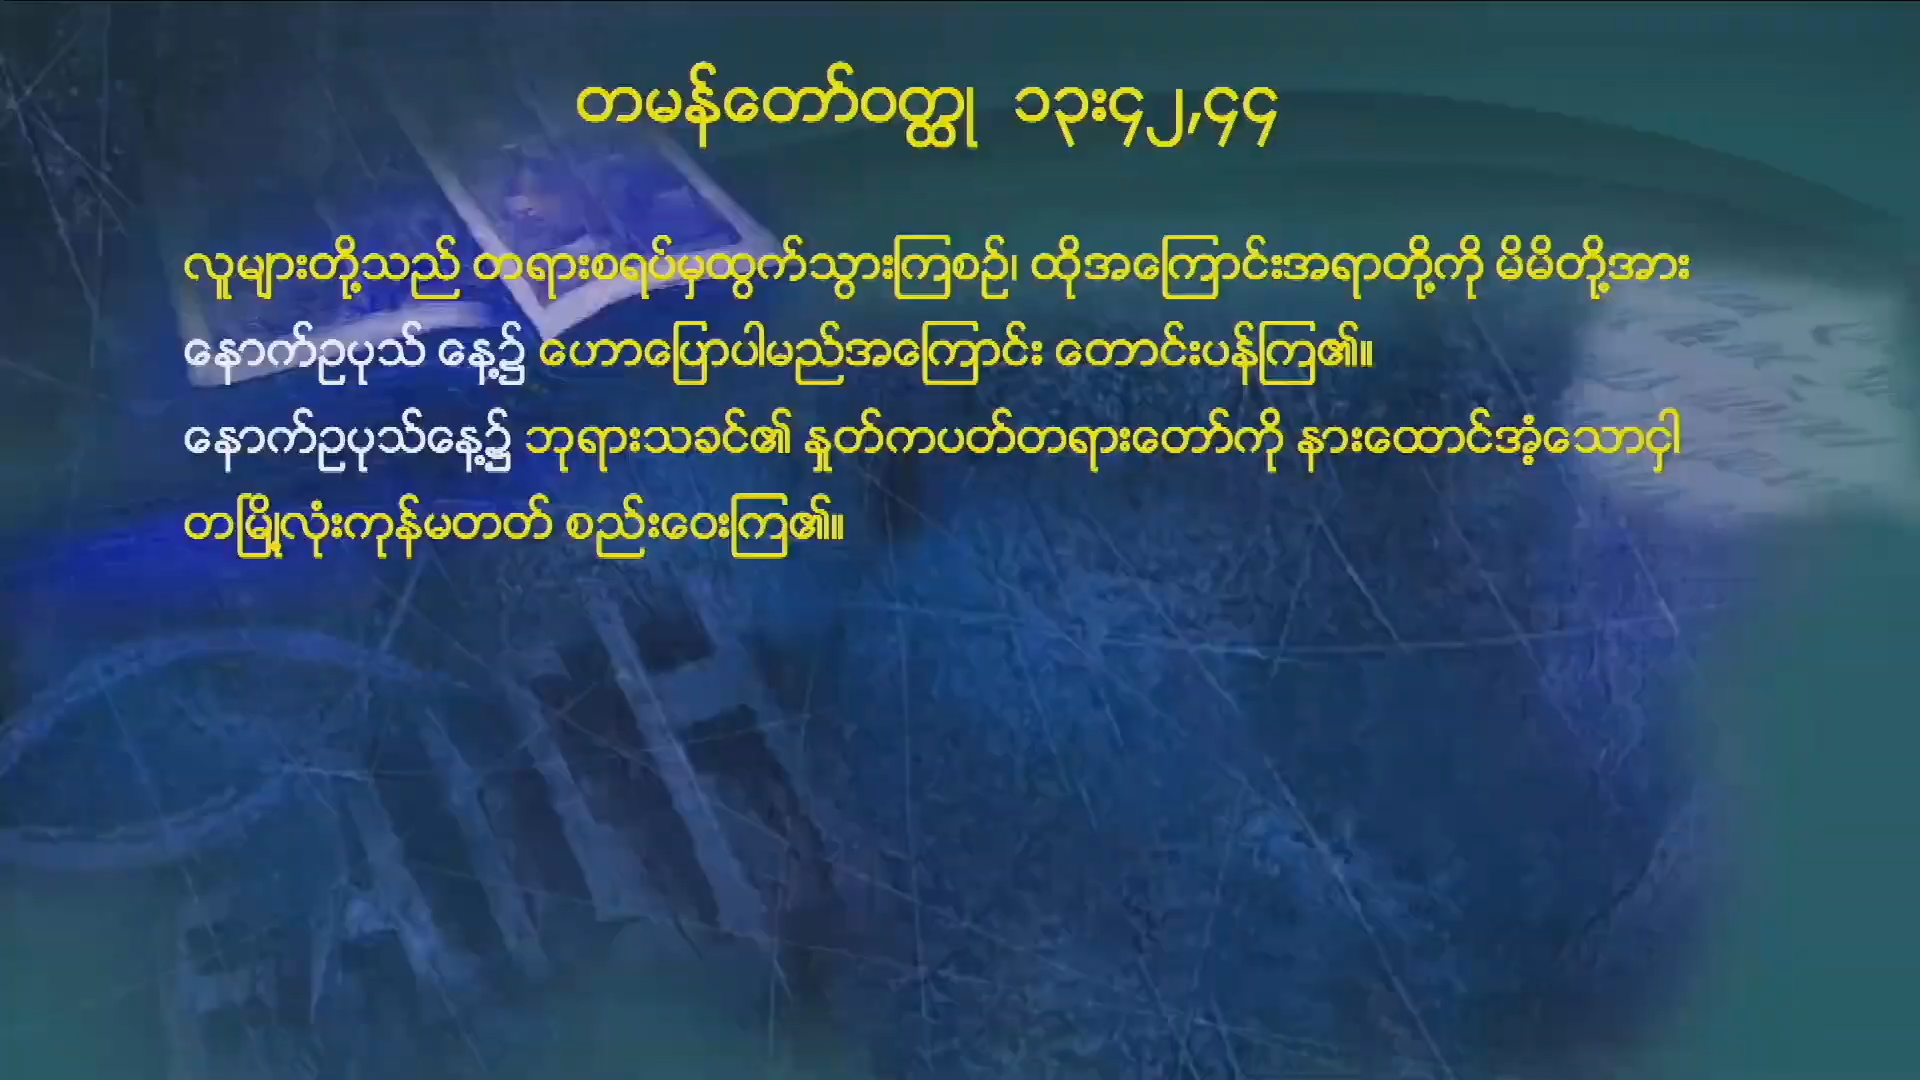 တမန်တော်ဝတ္ထု ၁၃း၄၂,၄၄
လူများတို့သည် တရားစရပ်မှထွက်သွားကြစဉ်၊ ထိုအကြောင်းအရာတို့ကို မိမိတို့အား
နောက်ဥပုသ် နေ့၌ ဟောပြောပါမည်အကြောင်း တောင်းပန်ကြ၏။
နောက်ဥပုသ်နေ့၌ ဘုရားသခင်၏ နှုတ်ကပတ်တရားတော်ကို နားထောင်အံ့သောငှါ
တမြို့လုံးကုန်မတတ် စည်းဝေးကြ၏။